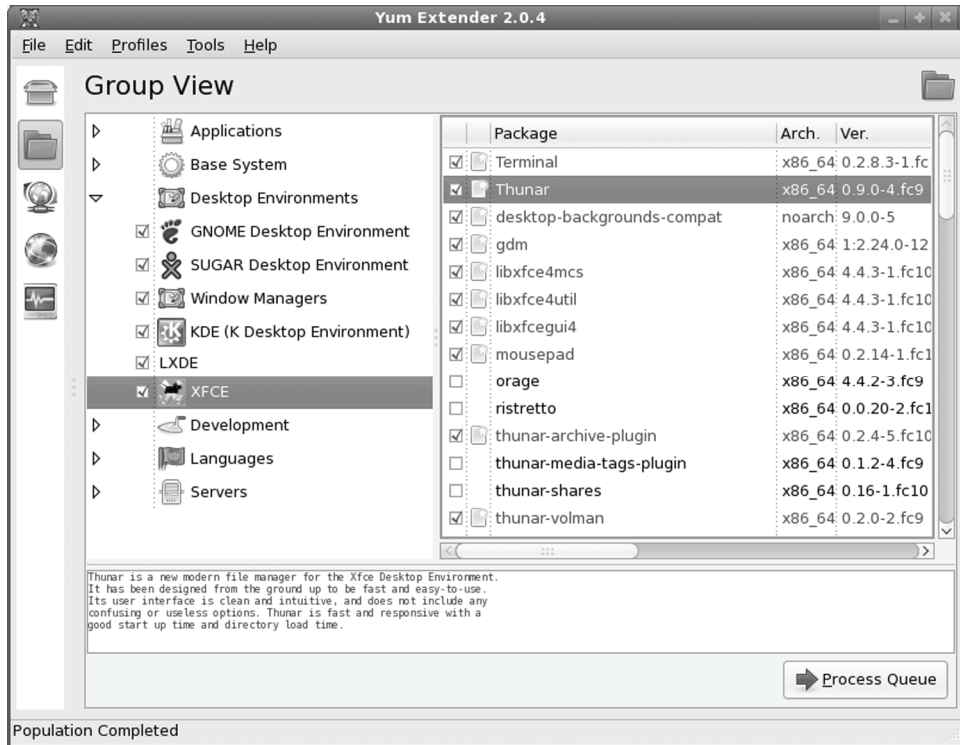 Yum Extender 2.0.4
File Edit Profiles Tools Help
Group View
Applications
Base System
Desktop Environments
GNOME Desktop Environment
SUGAR Desktop Environment
Window Managers
KDE (K Desktop Environment)
LXDE
XFCE
Development
Languages
Servers
Package Arch. Ver.
Terminal x86_64 0.2.8.3-1.fc
Thunar x86_64 0.9.0-4.fc9
desktop-backgrounds-compat noarch 9.0.0-5
gdm x86_64 1:2.24.0-12
libxfce4mcs x86_64 4.4.3-1.fc10
libxfce4util x86_64 4.4.3-1.fc10
libxfcegui4 x86_64 4.4.3-1.fc10
mousepad x86_64 0.2.14-1.fc1
orage x86_64 4.4.2-3.fc9
ristretto x86_64 0.0.20-2.fc1
thunar-archive-plugin x86_64 0.2.4-5.fc10
thunar-media-tags-plugin x86_64 0.1.2-4.fc9
thunar-shares x86_64 0.16-1.fc10
thunar-volman x86_64 0.2.0-2.fc9
Thunar is a new modern file manager for the Xfce Desktop Environment.
It has been designed from the ground up to be fast and easy-to-use.
Its user interface is clean and intuitive, and does not include any
confusing or useless options. Thunar is fast and responsive with a
good start up time and directory load time.
Process Queue
Population Completed